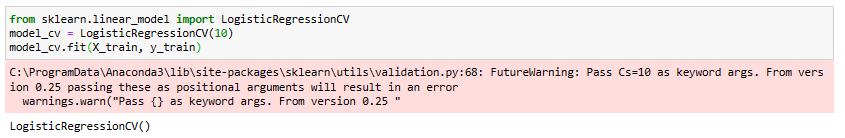 from sklearn.linear_model import LogisticRegressionCV
model_cv = LogisticRegressionCV(10)
model_cv.fit(X_train, y_train)
C:\ProgramData\Anaconda3\lib\site-packages\sklearn\utils\validation.py:68: FutureWarning: Pass Cs=10 as keyword args. From vers
ion 0.25 passing these as positional arguments will result in an error
  warnings.warn("Pass {} as keyword args. From version 0.25 "
LogisticRegressionCV()